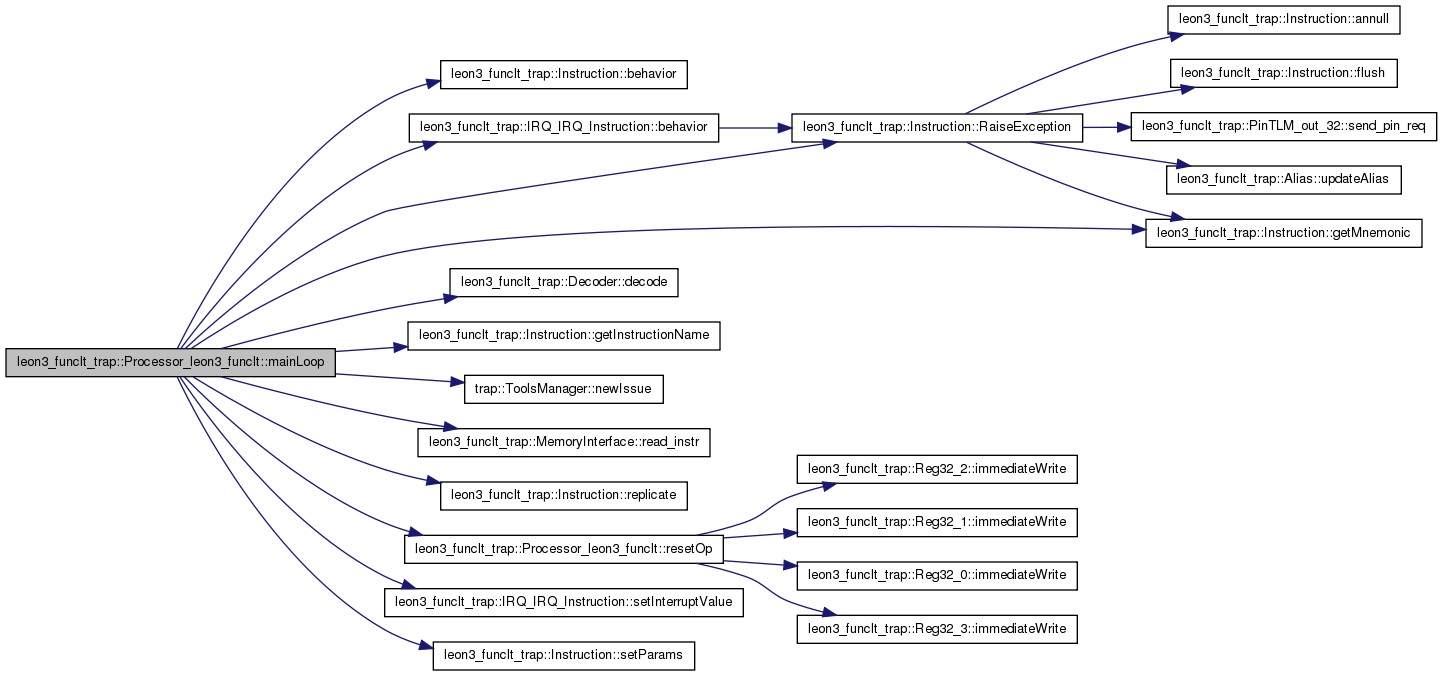 leon3_funclt_trap::Instruction::annull
leon3_funclt_trap::Instruction::behavior
leon3_funclt_trap::Instruction::flush
leon3_funclt_trap::IRQ_IRQ_Instruction::behavior
leon3_funclt_trap::Instruction::RaiseException
leon3_funclt_trap::PinTLM_out_32::send_pin_req
leon3_funclt_trap::Alias::updateAlias
leon3_funclt_trap::Instruction::getMnemonic
leon3_funclt_trap::Decoder::decode
leon3_funclt_trap::Instruction::getInstructionName
leon3_funclt_trap::Processor_leon3_funclt::mainLoop
trap::ToolsManager::newIssue
leon3_funclt_trap::MemoryInterface::read_instr
leon3_funclt_trap::Reg32_2::immediateWrite
leon3_funclt_trap::Instruction::replicate
leon3_funclt_trap::Reg32_1::immediateWrite
leon3_funclt_trap::Processor_leon3_funclt::resetOp
leon3_funclt_trap::Reg32_0::immediateWrite
leon3_funclt_trap::IRQ_IRQ_Instruction::setInterruptValue
leon3_funclt_trap::Reg32_3::immediateWrite
leon3_funclt_trap::Instruction::setParams